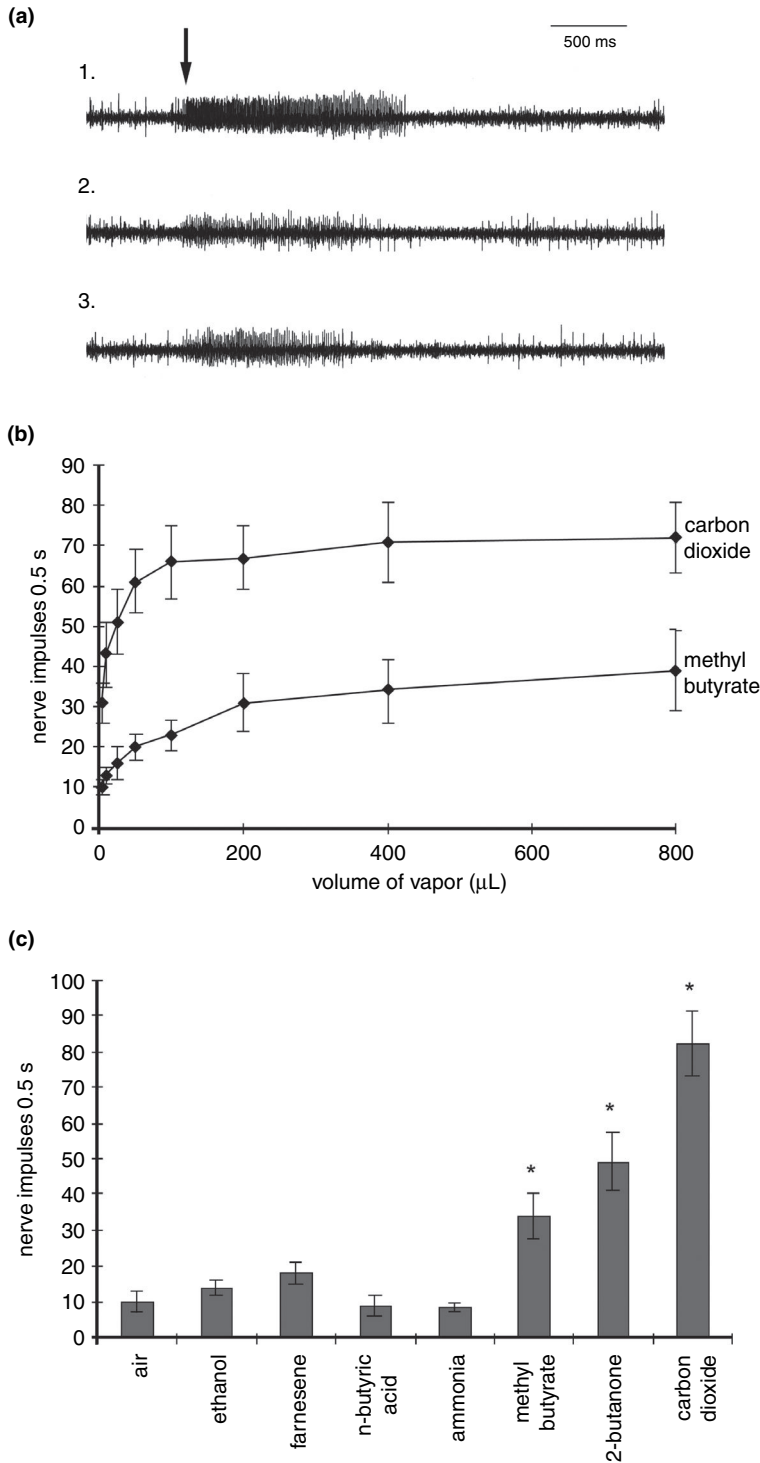 (a)
500 ms
1.
2.
3.
(b)
nerve impulses 0.5 s
90
80
70
60
50
40
30
20
10
0
carbon
dioxide
methyl
butyrate
0 200 400 600 800
volume of vapor (μL)
(c)
nerve impulses 0.5 s
100
90
80
70
60
50
40
30
20
10
0
* * *
air
ethanol
farnesene
n-butyric
acid
ammonia
methyl
butyrate
2-butanone
carbon
dioxide